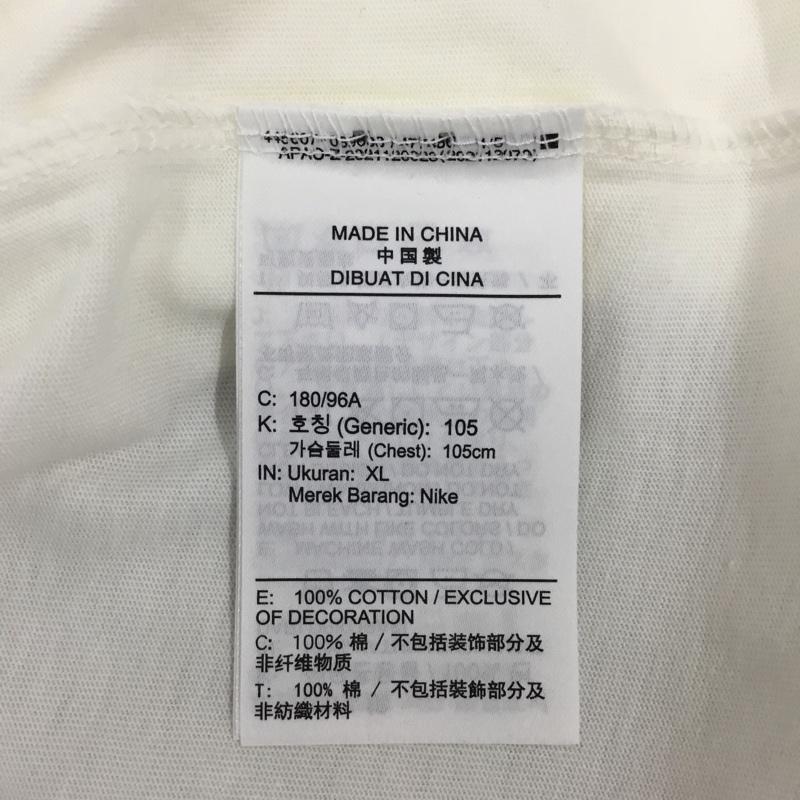 MADE IN CHINA
中国製
DIBUAT DI CINA
C: 180/96A
K: 호칭 (Generic): 105
가슴둘레 (Chest): 105cm
IN: Ukuran: XL
Merek Barang: Nike
E: 100% COTTON / EXCLUSIVE
OF DECORATION
C: 100% 棉 / 不包括装饰部分及
非纤维物质
T: 100% 棉 / 不包括裝飾部分及
非紡織材料